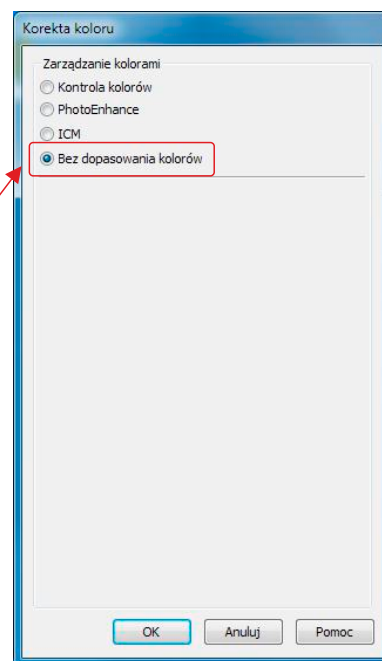 Korekta koloru
Zarządzanie kolorami
Kontrola kolorów
PhotoEnhance
ICM
Bez dopasowania kolorów
OK Anuluj Pomoc